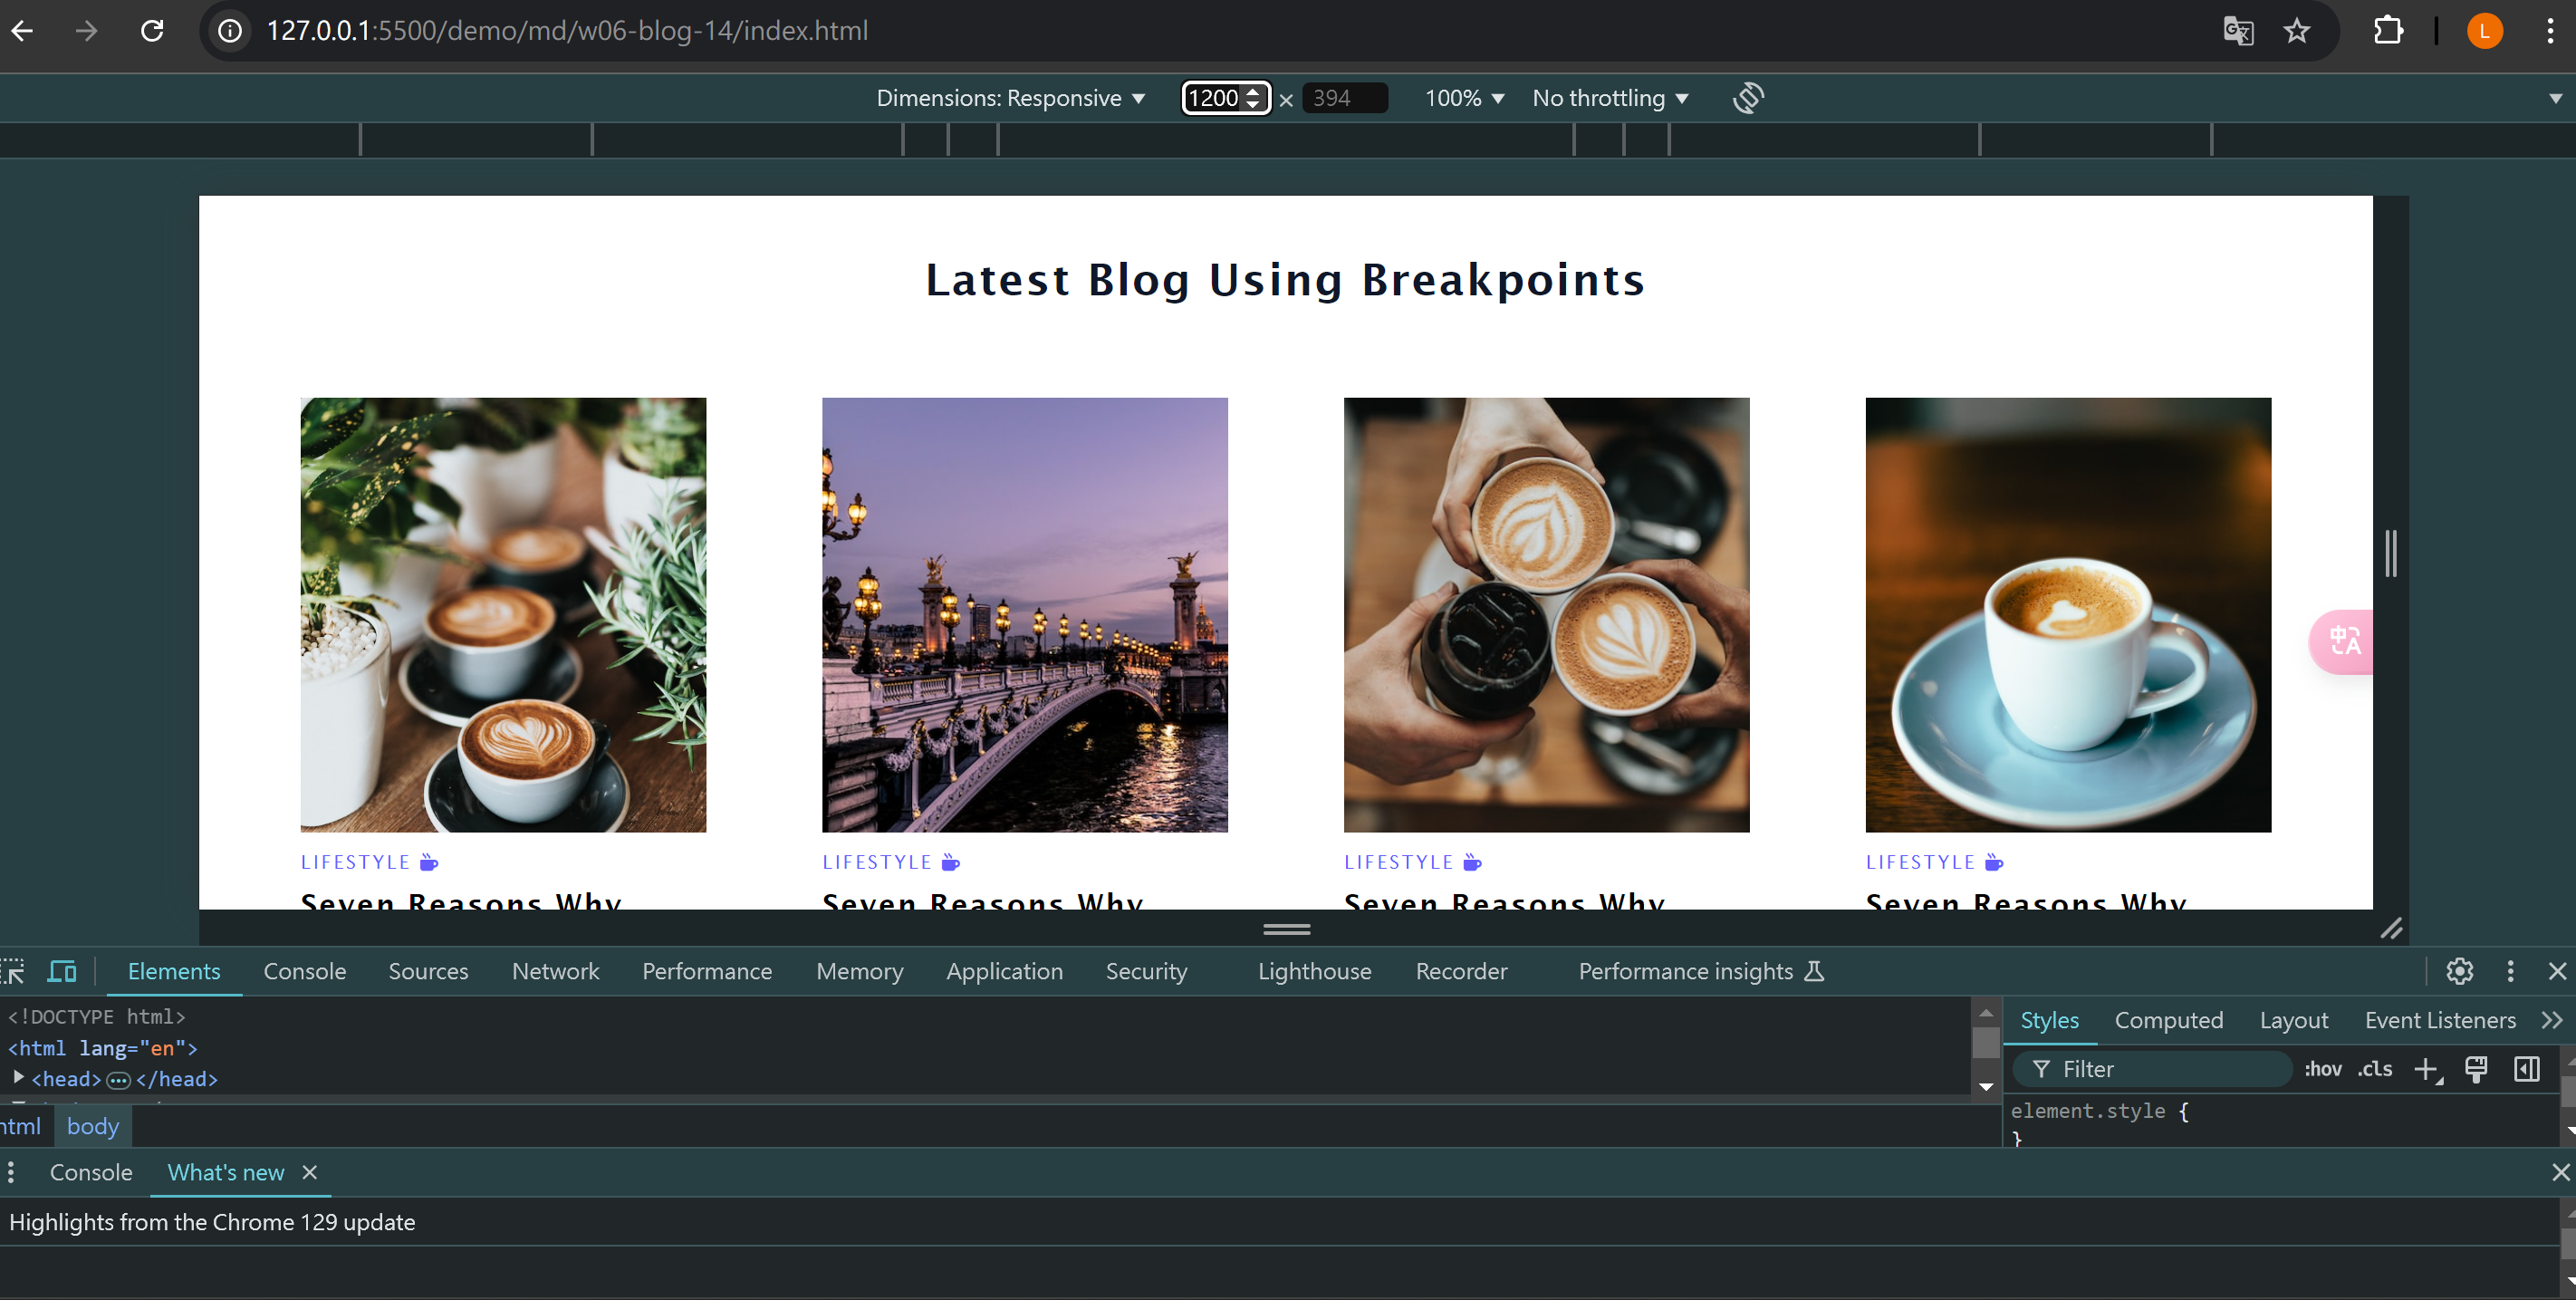 127.0.0.1:5500/demo/md/w06-blog-14/index.html
L
Dimensions: Responsive 1200 × 394 100% No throttling
Latest Blog Using Breakpoints
LIFESTYLE LIFESTYLE LIFESTYLE LIFESTYLE
Seven Reasons Why Seven Reasons Why Seven Reasons Why Seven Reasons Why
中A
Elements Console Sources Network Performance Memory Application Security Lighthouse Recorder Performance insights
<!DOCTYPE html>
<html lang="en">
<head>…</head>
html body
Styles Computed Layout Event Listeners
Filter :hov .cls
element.style {
}
Console What's new
Highlights from the Chrome 129 update